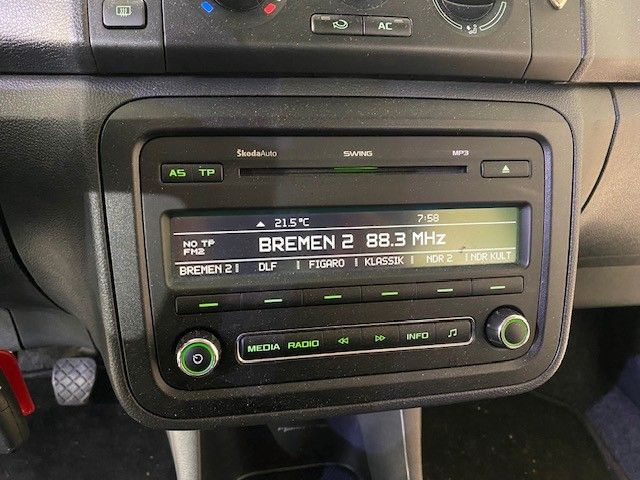 AC
ŠkodaAuto SWING MP3
AS TP
21.5 °C 7:58
NO TP
FM2
BREMEN 2 88.3 MHz
BREMEN 2 DLF FIGARO KLASSIK NDR 2 NDR KULT
MEDIA RADIO INFO